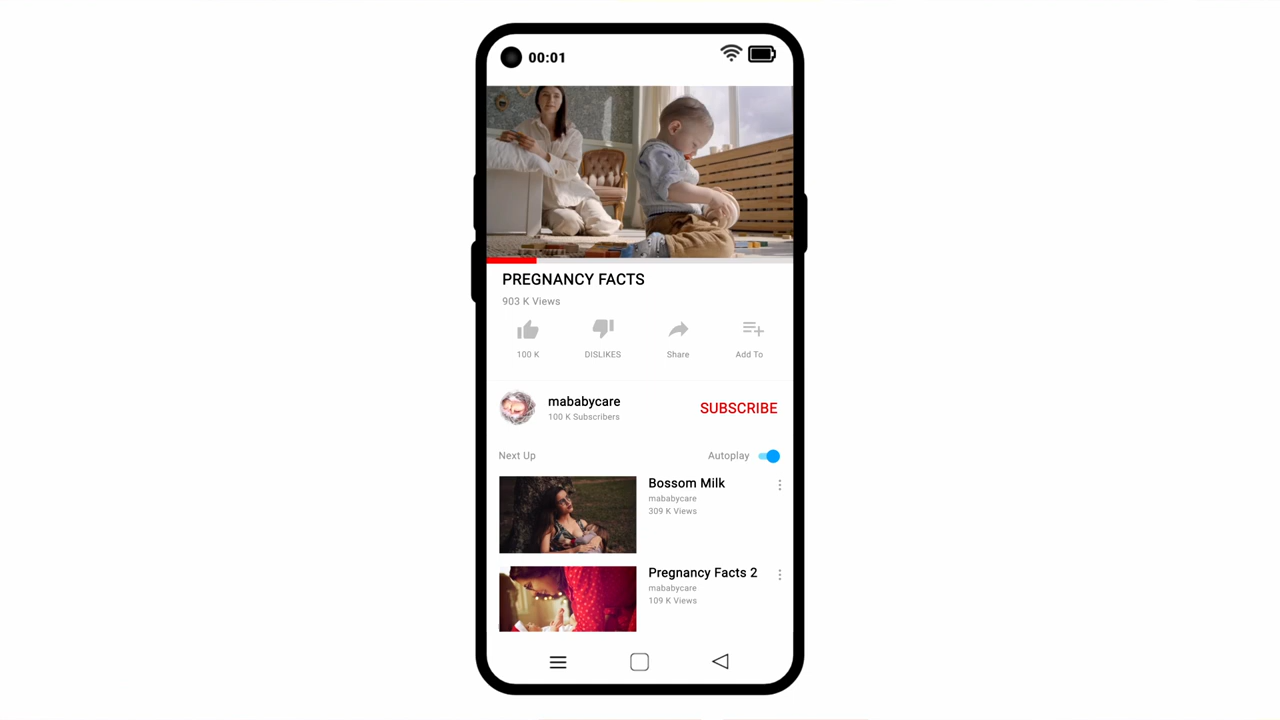 00:01
PREGNANCY FACTS
903 K Views
100 K
DISLIKES
Share
Add To
mababycare
100 K Subscribers
SUBSCRIBE
Next Up
Autoplay
Bossom Milk
mababycare
309 K Views
Pregnancy Facts 2
mababycare
109 K Views